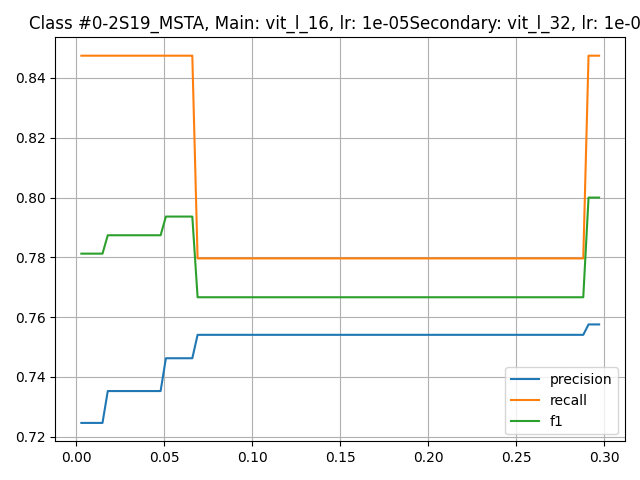 Class #0-2S19_MSTA, Main: vit_l_16, lr: 1e-05Secondary: vit_l_32, lr: 1e-0
0.84
0.82
0.80
0.78
0.76
0.74
0.72
precision
recall
f1
0.00 0.05 0.10 0.15 0.20 0.25 0.30